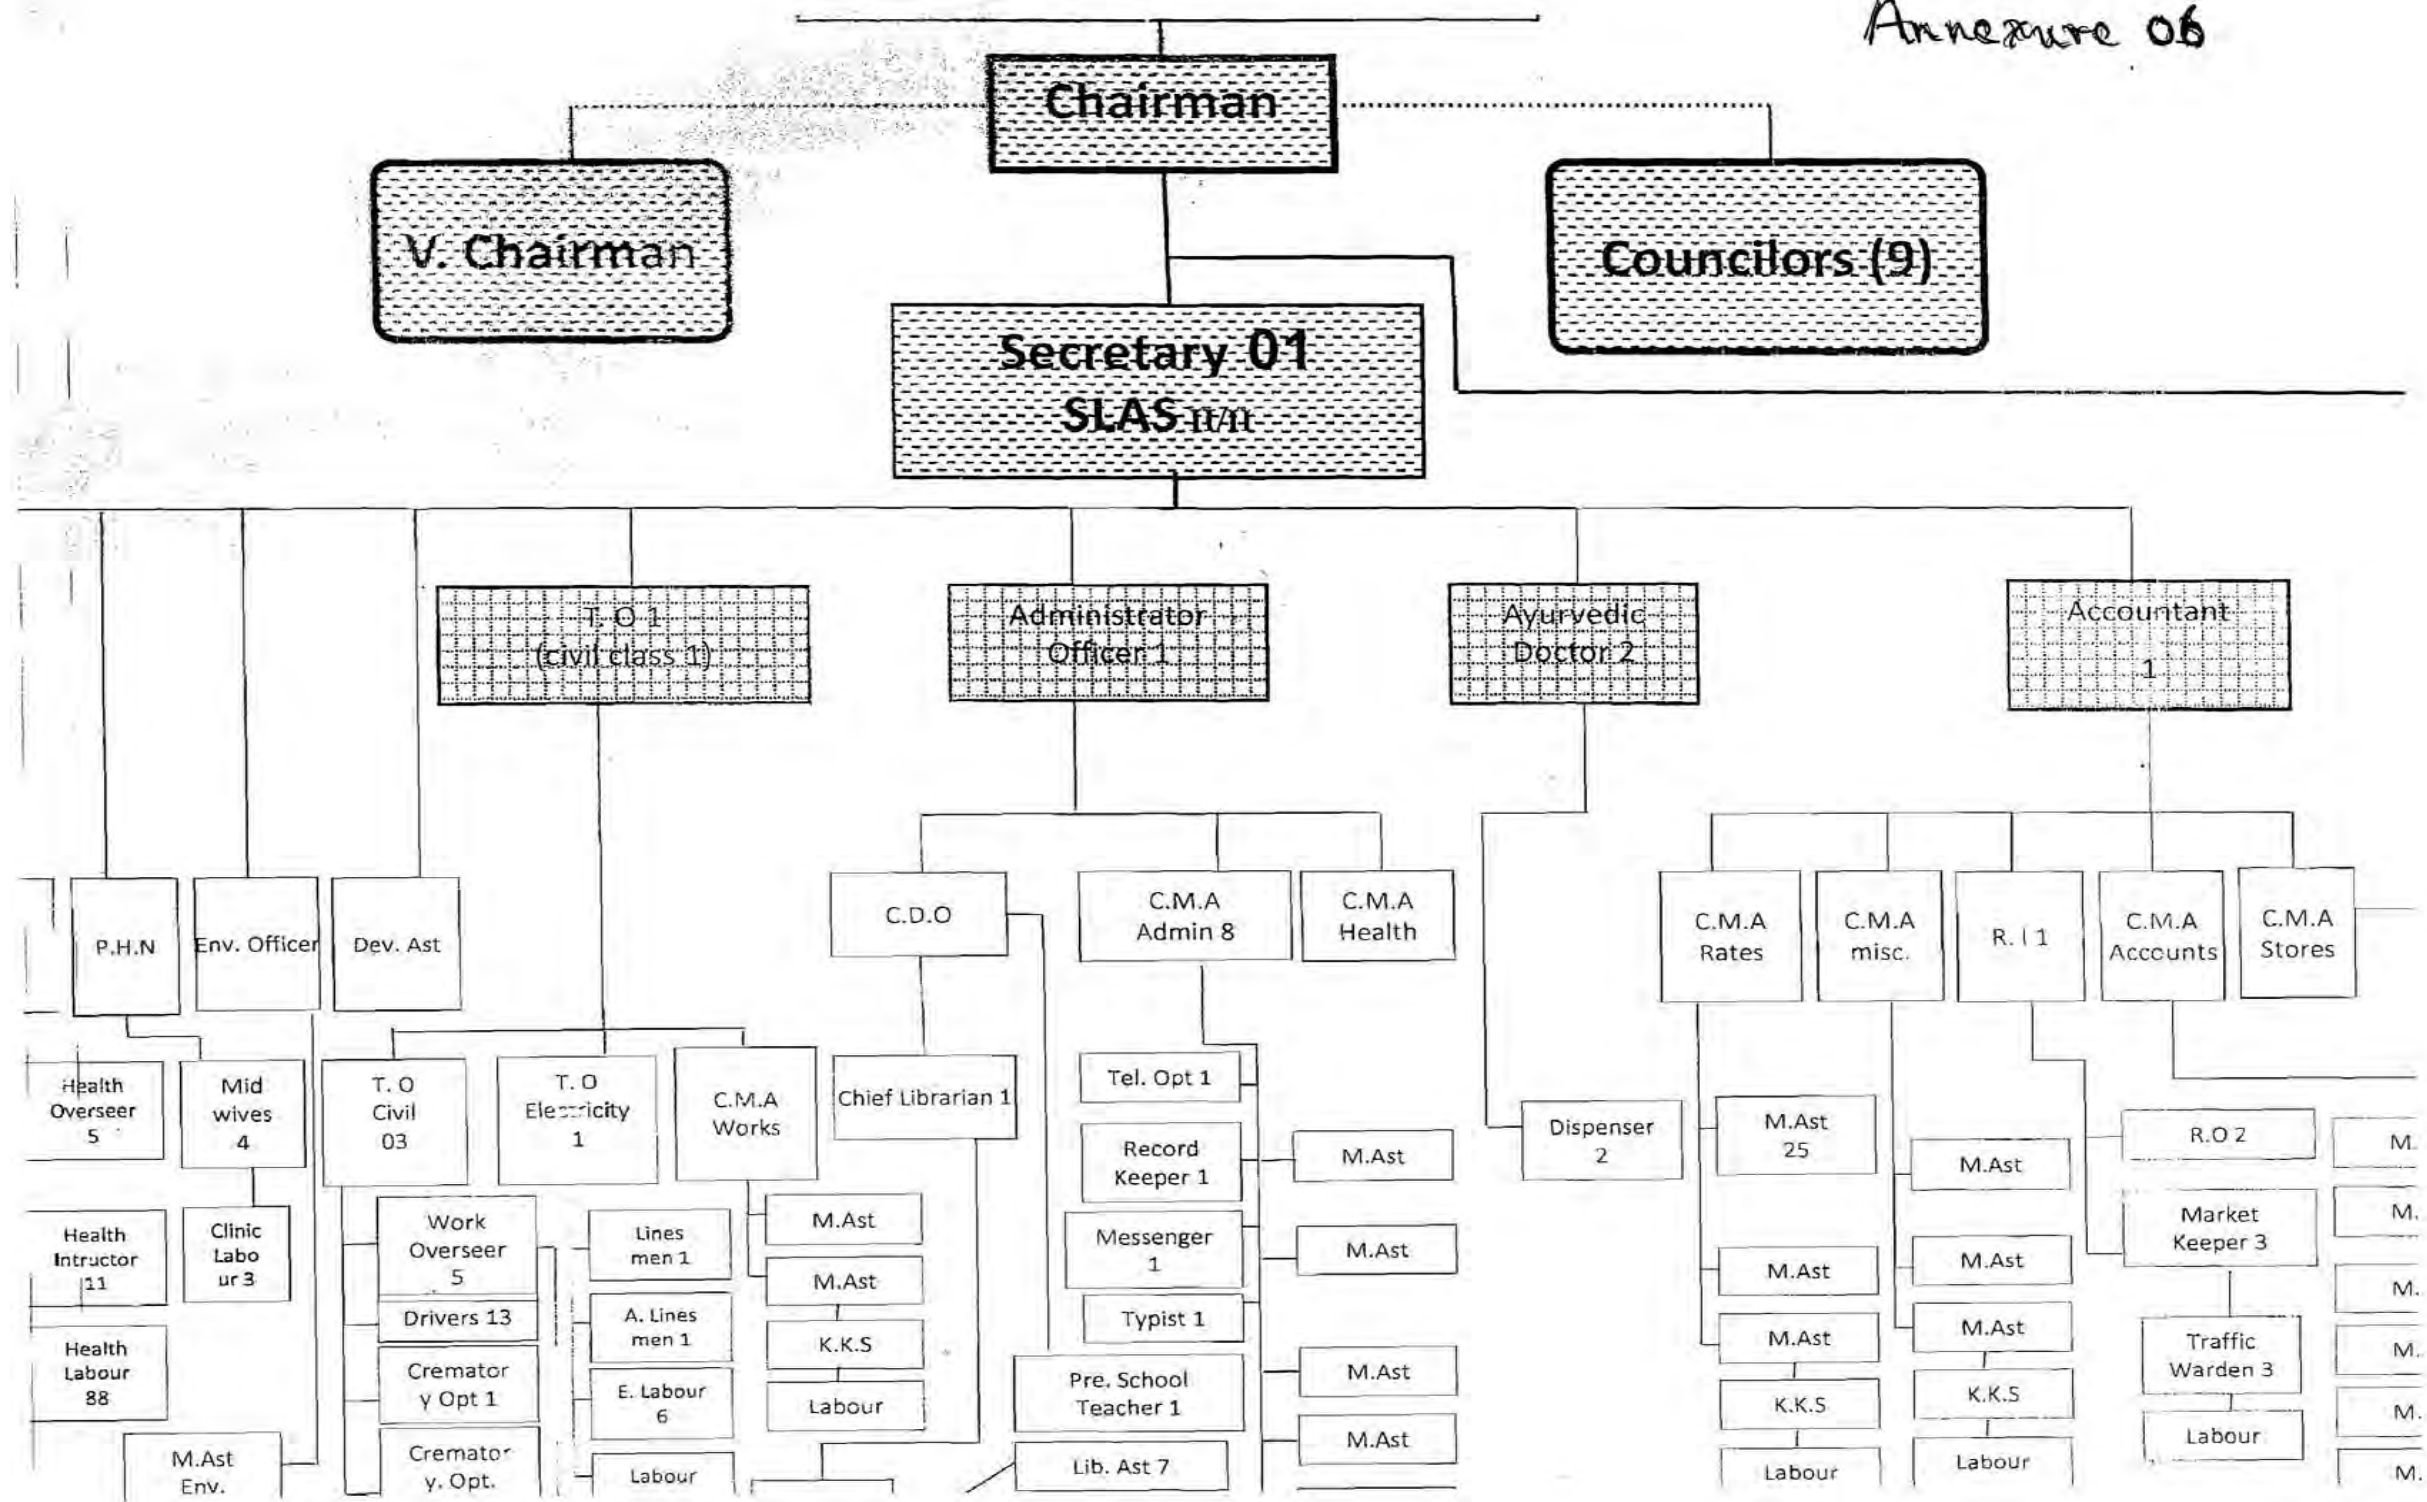 Annexure 06
Chairman
V. Chairman
Councilors (9)
Secretary 01
SLAS II/II
T. O 1
(civil class 1)
Administrator
Officer 1
Ayurvedic
Doctor 2
Accountant
1
P.H.N
Env. Officer
Dev. Ast
C.D.O
C.M.A
Admin 8
C.M.A
Health
C.M.A
Rates
C.M.A
misc.
R. I 1
C.M.A
Accounts
C.M.A
Stores
Health
Overseer
5
Mid
wives
4
T. O
Civil
03
T. O
Electricity
1
C.M.A
Works
Chief Librarian 1
Tel. Opt 1
Record
Keeper 1
Messenger
1
Typist 1
Pre. School
Teacher 1
Lib. Ast 7
M.Ast
M.Ast
M.Ast
M.Ast
Dispenser
2
M.Ast
25
M.Ast
M.Ast
K.K.S
Labour
M.Ast
M.Ast
M.Ast
K.K.S
Labour
R.O 2
Market
Keeper 3
Traffic
Warden 3
Labour
M.
M.
M.
M.
M.
M.
Health
Intructor
11
Clinic
Labo
ur 3
Health
Labour
88
M.Ast
Env.
Work
Overseer
5
Drivers 13
Cremator
y Opt 1
Cremator
y. Opt.
Lines
men 1
A. Lines
men 1
E. Labour
6
Labour
M.Ast
M.Ast
K.K.S
Labour